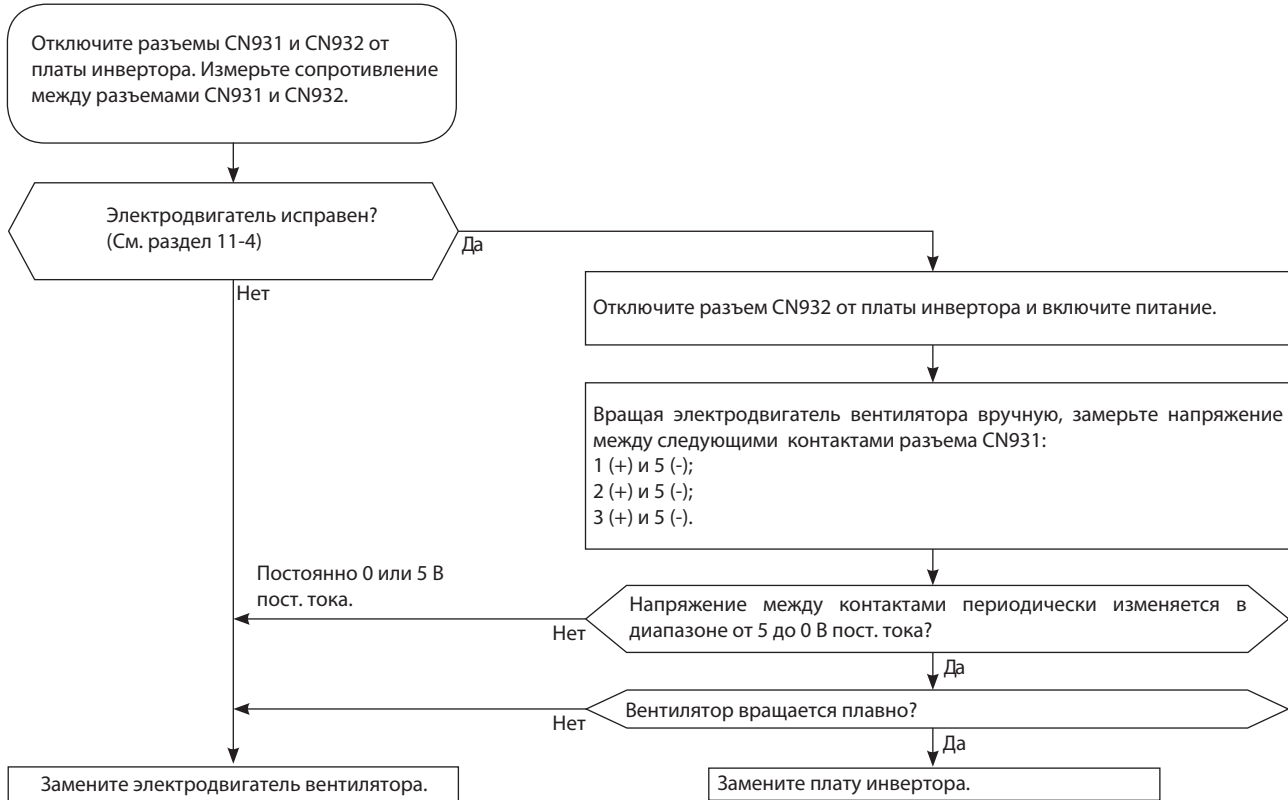 Отключите разъемы CN931 и CN932 от
платы инвертора. Измерьте сопротивление
между разъемами CN931 и CN932.
Электродвигатель исправен?
(См. раздел 11-4)
Да
Нет
Отключите разъем CN932 от платы инвертора и включите питание.
Вращая электродвигатель вентилятора вручную, замерьте напряжение
между следующими контактами разъема CN931:
1 (+) и 5 (-);
2 (+) и 5 (-);
3 (+) и 5 (-).
Постоянно 0 или 5 В
пост. тока.
Напряжение между контактами периодически изменяется в
диапазоне от 5 до 0 В пост. тока?
Нет
Да
Вентилятор вращается плавно?
Нет
Да
Замените электродвигатель вентилятора.
Замените плату инвертора.